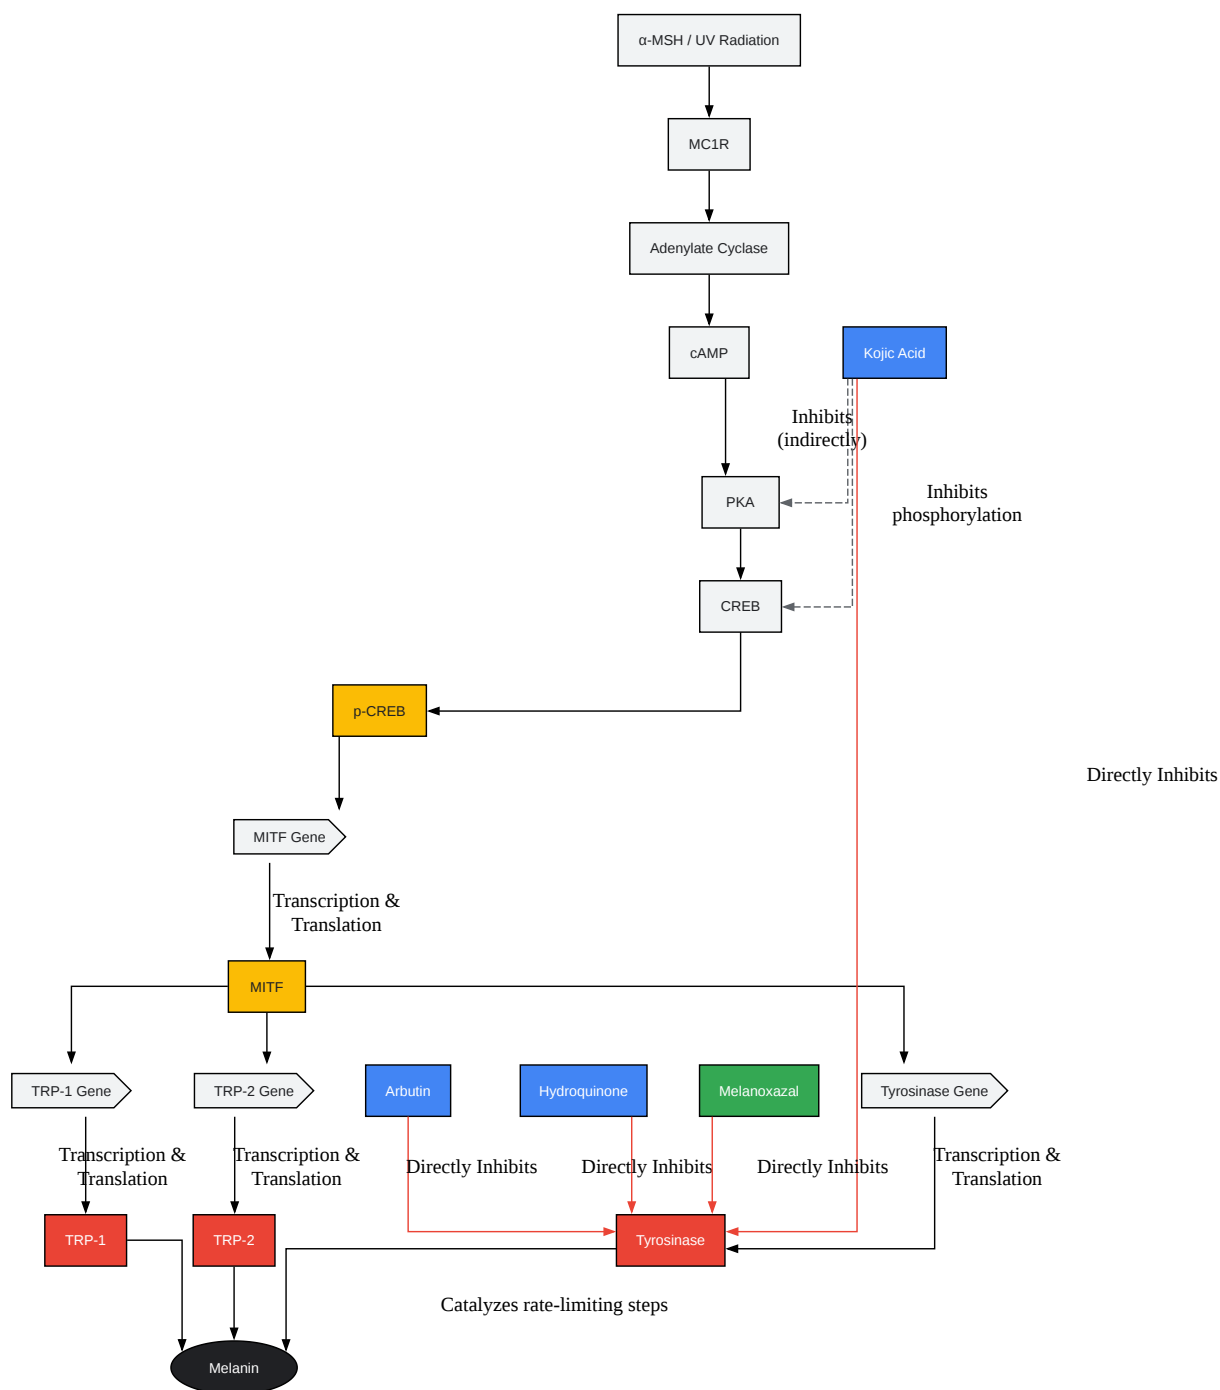 α-MSH / UV Radiation
MC1R
Adenylate Cyclase
cAMP
Kojic Acid
Inhibits
(indirectly)
PKA
Inhibits
phosphorylation
CREB
p-CREB
Directly Inhibits
MITF Gene
Transcription &
Translation
MITF
TRP-1 Gene
TRP-2 Gene
Arbutin
Hydroquinone
Melanoxazal
Tyrosinase Gene
Transcription &
Translation
Transcription &
Translation
Directly Inhibits
Directly Inhibits
Directly Inhibits
Transcription &
Translation
TRP-1
TRP-2
Tyrosinase
Catalyzes rate-limiting steps
Melanin